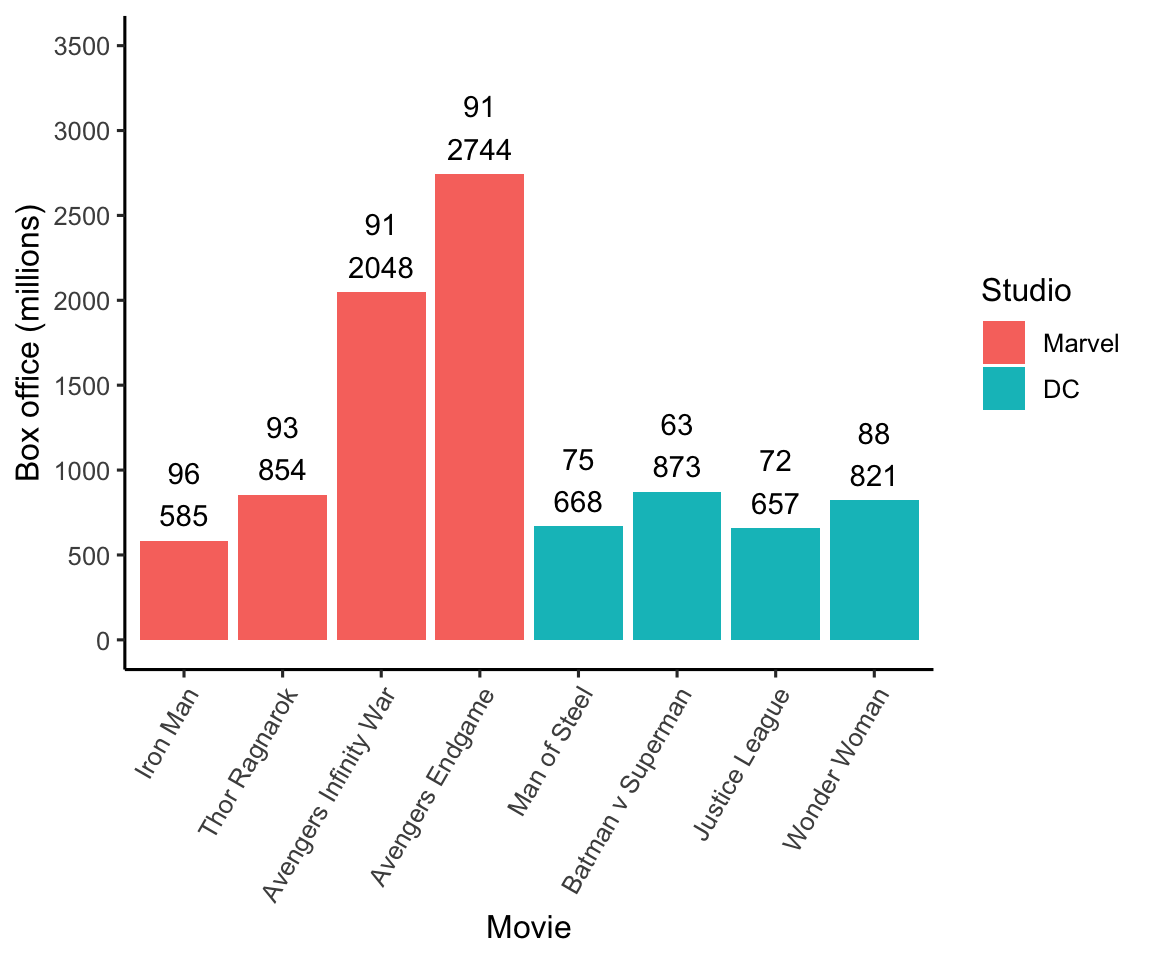 3500
3000
2500
2000
1500
1000
500
0
Box office (millions)
96
585
93
854
91
2048
91
2744
75
668
63
873
72
657
88
821
Iron Man
Thor Ragnarok
Avengers Infinity War
Avengers Endgame
Man of Steel
Batman v Superman
Justice League
Wonder Woman
Movie
Studio
Marvel
DC